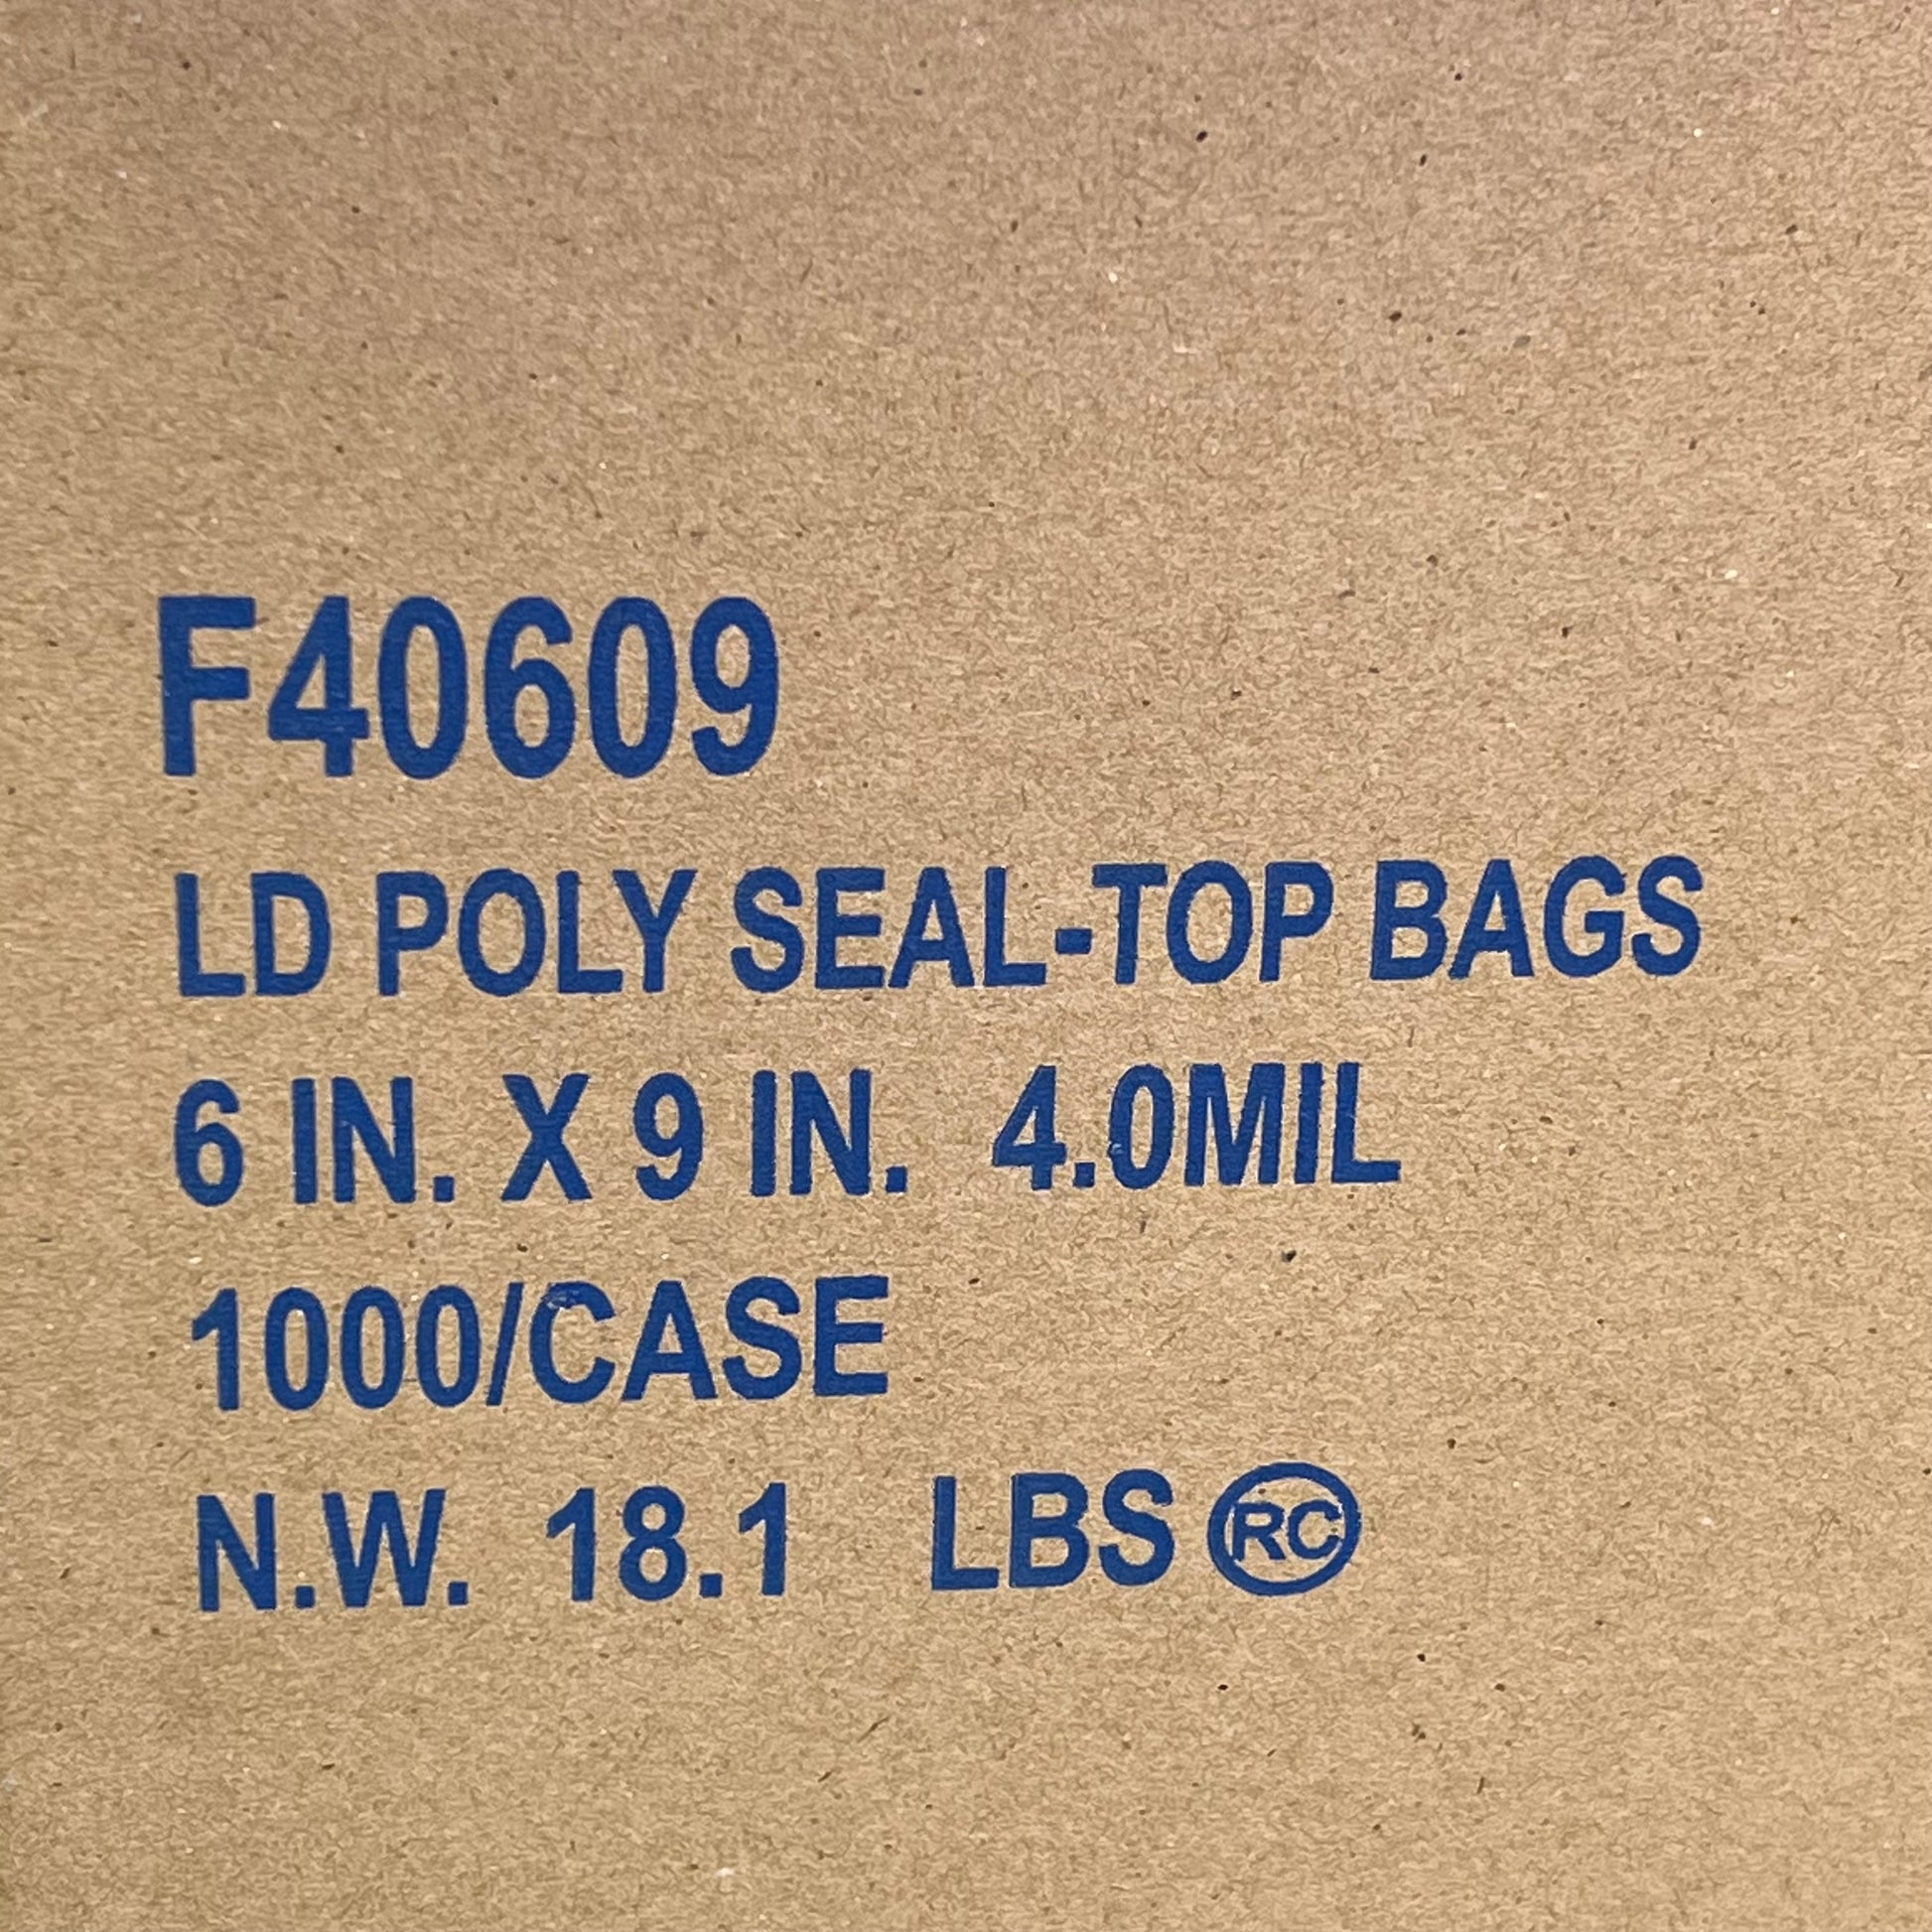 F40609
LD POLY SEAL-TOP BAGS
6 IN. X 9 IN. 4.0MIL
1000/CASE
N.W. 18.1 LBS RC